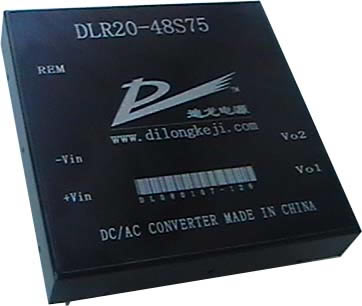 DLR20-48S75
REM
TM
迪龙电源
www.dilongkeji.com
-Vin
Vo2
+Vin
Vo1
DC/AC CONVERTER MADE IN CHINA